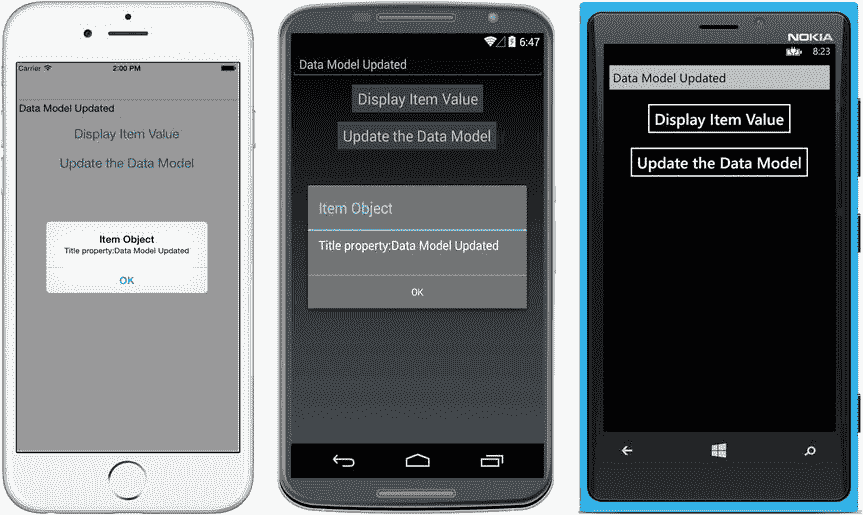 Carrier
2:00 PM
Data Model Updated
Display Item Value
Update the Data Model
Item Object
Title property:Data Model Updated
OK
6:47
Data Model Updated
Display Item Value
Update the Data Model
Item Object
Title property:Data Model Updated
OK
NOKIA
8:23
Data Model Updated
Display Item Value
Update the Data Model